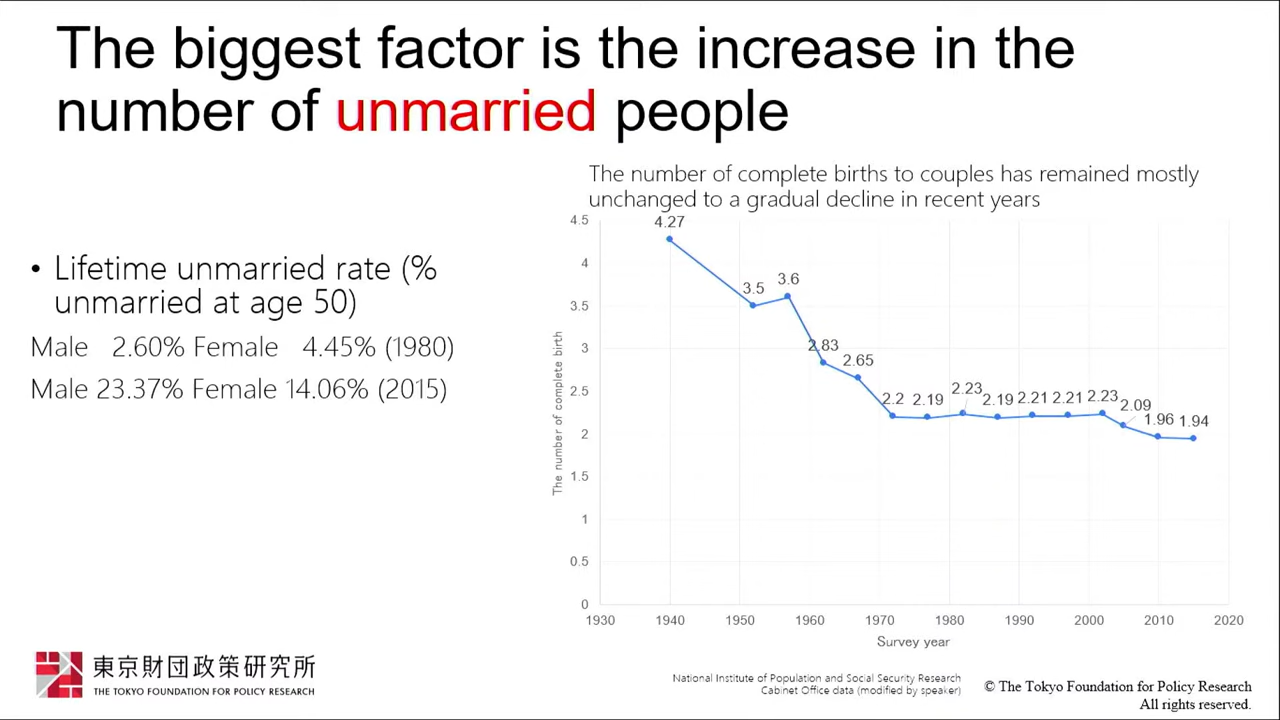 The biggest factor is the increase in the
number of unmarried people
• Lifetime unmarried rate (%
unmarried at age 50)
Male 2.60% Female 4.45% (1980)
Male 23.37% Female 14.06% (2015)
The number of complete births to couples has remained mostly
unchanged to a gradual decline in recent years
The number of complete birth
4.5
4
3.5
3
2.5
2
1.5
1
0.5
0
4.27
3.5
3.6
2.83
2.65
2.2
2.19
2.23
2.19
2.21
2.21
2.23
2.09
1.96
1.94
1930 1940 1950 1960 1970 1980 1990 2000 2010 2020
Survey year
東京財団政策研究所
THE TOKYO FOUNDATION FOR POLICY RESEARCH
National Institute of Population and Social Security Research
Cabinet Office data (modified by speaker)
© The Tokyo Foundation for Policy Research
All rights reserved.